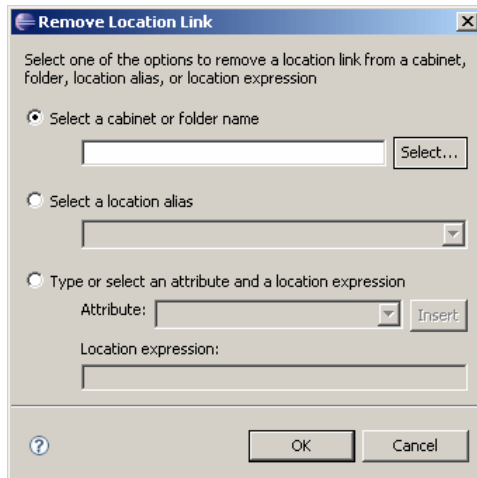 Remove Location Link
Select one of the options to remove a location link from a cabinet,
folder, location alias, or location expression
Select a cabinet or folder name
Select...
Select a location alias
Type or select an attribute and a location expression
Attribute:
Insert
Location expression:
OK
Cancel